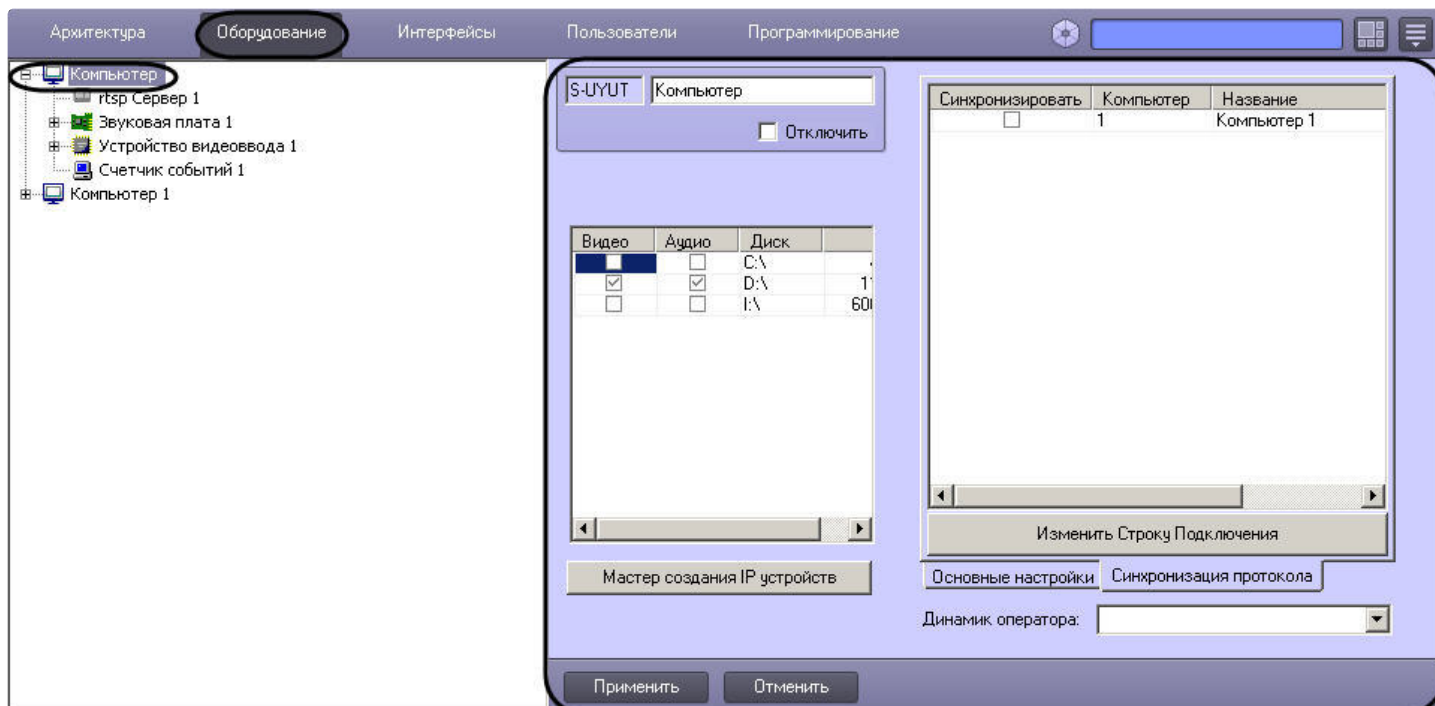 Архитектура Оборудование Интерфейсы Пользователи Программирование
Компьютер
rtsp Сервер 1
Звуковая плата 1
Устройство видеоввода 1
Счетчик событий 1
Компьютер 1
S-UYUT Компьютер
Отключить
Видео Аудио Диск
C:\
D:\ 11
I:\ 60
Мастер создания IP устройств
Синхронизировать Компьютер Название
1 Компьютер 1
Изменить Строку Подключения
Основные настройки Синхронизация протокола
Динамик оператора:
Применить Отменить